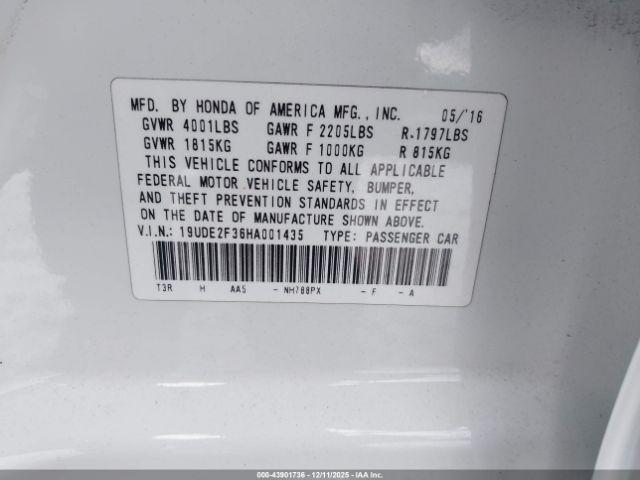 MFD. BY HONDA OF AMERICA MFG., INC. 05/'16
GVWR 4001LBS GAWR F 2205LBS R 1797LBS
GVWR 1815KG GAWR F 1000KG R 815KG
THIS VEHICLE CONFORMS TO ALL APPLICABLE
FEDERAL MOTOR VEHICLE SAFETY, BUMPER,
AND THEFT PREVENTION STANDARDS IN EFFECT
ON THE DATE OF MANUFACTURE SHOWN ABOVE.
V.I.N.: 19UDE2F36HA001435 TYPE: PASSENGER CAR
T3R H AA5 - NH788PX - F - A
000-43901736 - 12/11/2025 - IAA Inc.